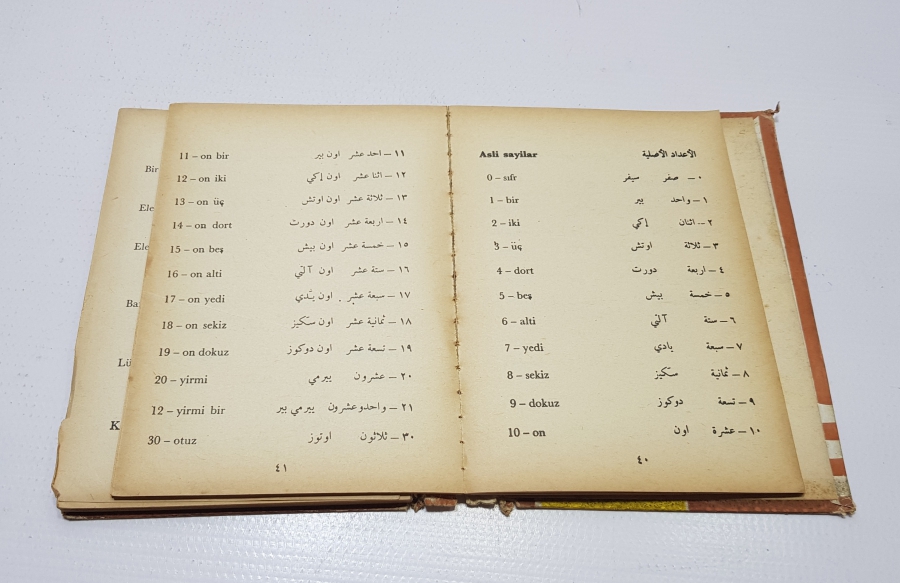 Asli sayilar الأعداد الأصلية
0 – sıfr ٠ – صفر سيفر
1 – bir ١ – واحد بير
2 – iki ٢ – اثنان إكي
3 – üç ٣ – ثلاثة اوتش
4 – dort ٤ – اربعة دورت
5 – beş ٥ – خمسة بيش
6 – alti ٦ – ستة آلتي
7 – yedi ٧ – سبعة يادي
8 – sekiz ٨ – ثمانية سكيز
9 – dokuz ٩ – تسعة دوكوز
10 – on ١٠ – عشرة اون
٤٠
11 – on bir ١١ – احد عشر اون بير
12 – on iki ١٢ – اثنا عشر اون إكي
13 – on üç ١٣ – ثلاثة عشر اون اوتش
14 – on dort ١٤ – اربعة عشر اون دورت
15 – on beş ١٥ – خمسة عشر اون بيش
16 – on alti ١٦ – ستة عشر اون آلتي
17 – on yedi ١٧ – سبعة عشر اون يدي
18 – on sekiz ١٨ – ثمانية عشر اون سكيز
19 – on dokuz ١٩ – تسعة عشر اون دوكوز
20 – yirmi ٢٠ – عشرون ييرمي
12 – yirmi bir ٢١ – واحدوعشرون ييرمي بير
30 – otuz ٣٠ – ثلاثون اوتوز
٤١
Bir
Ele
Ele
Ba
Lü
K